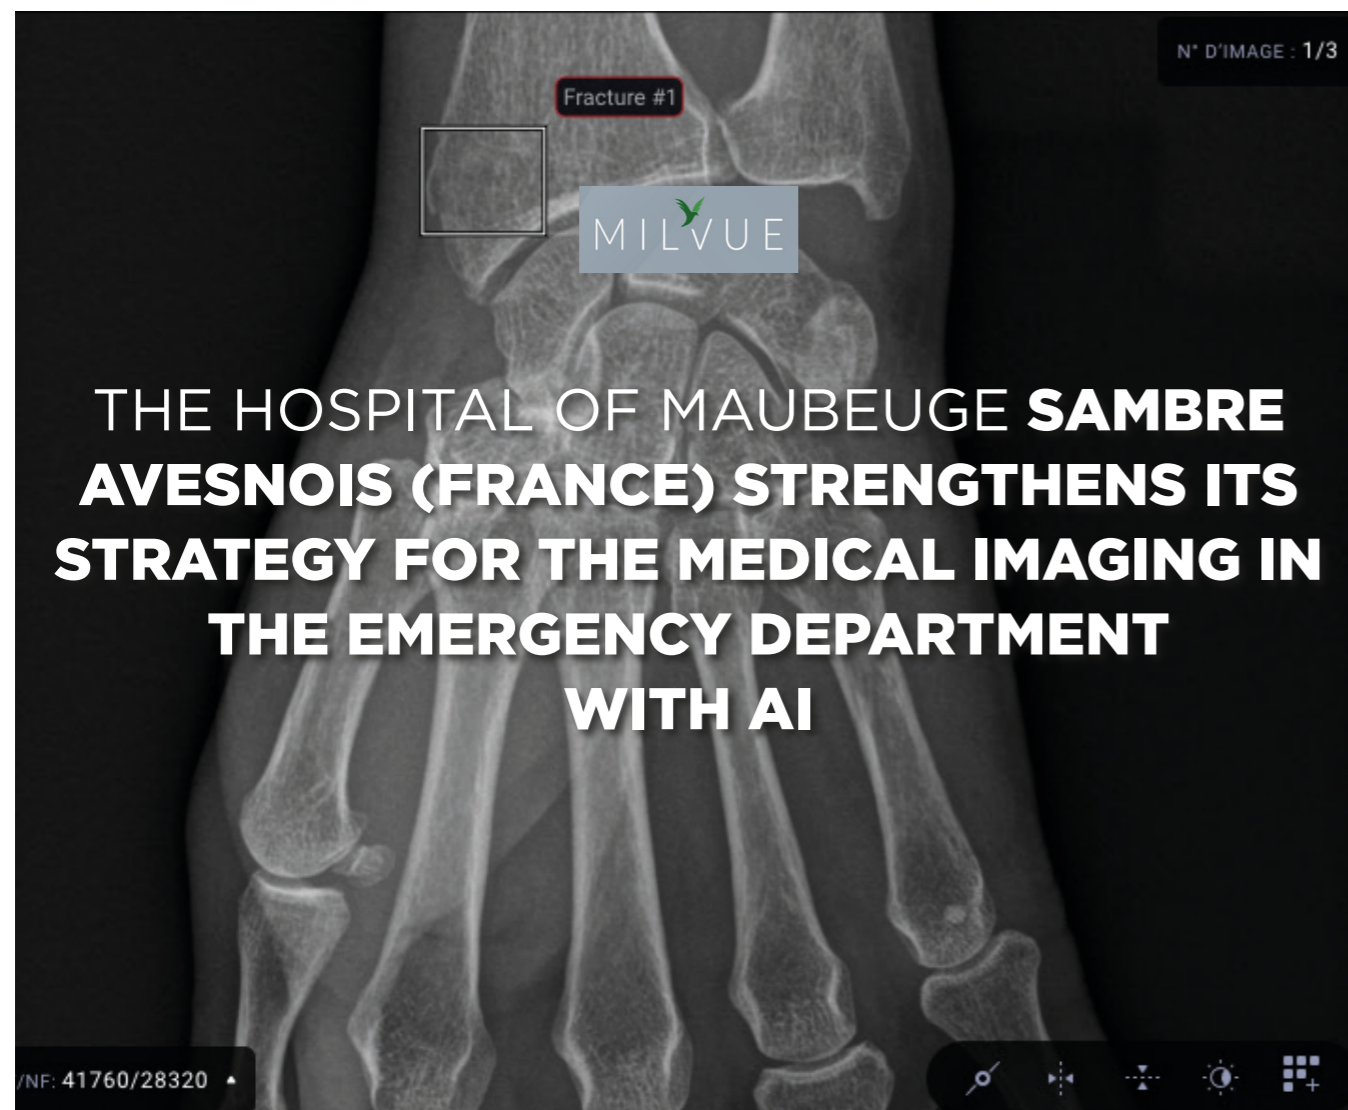 N° D'IMAGE : 1/3
Fracture #1
MILVUE
THE HOSPITAL OF MAUBEUGE SAMBRE
AVESNOIS (FRANCE) STRENGTHENS ITS
STRATEGY FOR THE MEDICAL IMAGING IN
THE EMERGENCY DEPARTMENT
WITH AI
/NF: 41760/28320